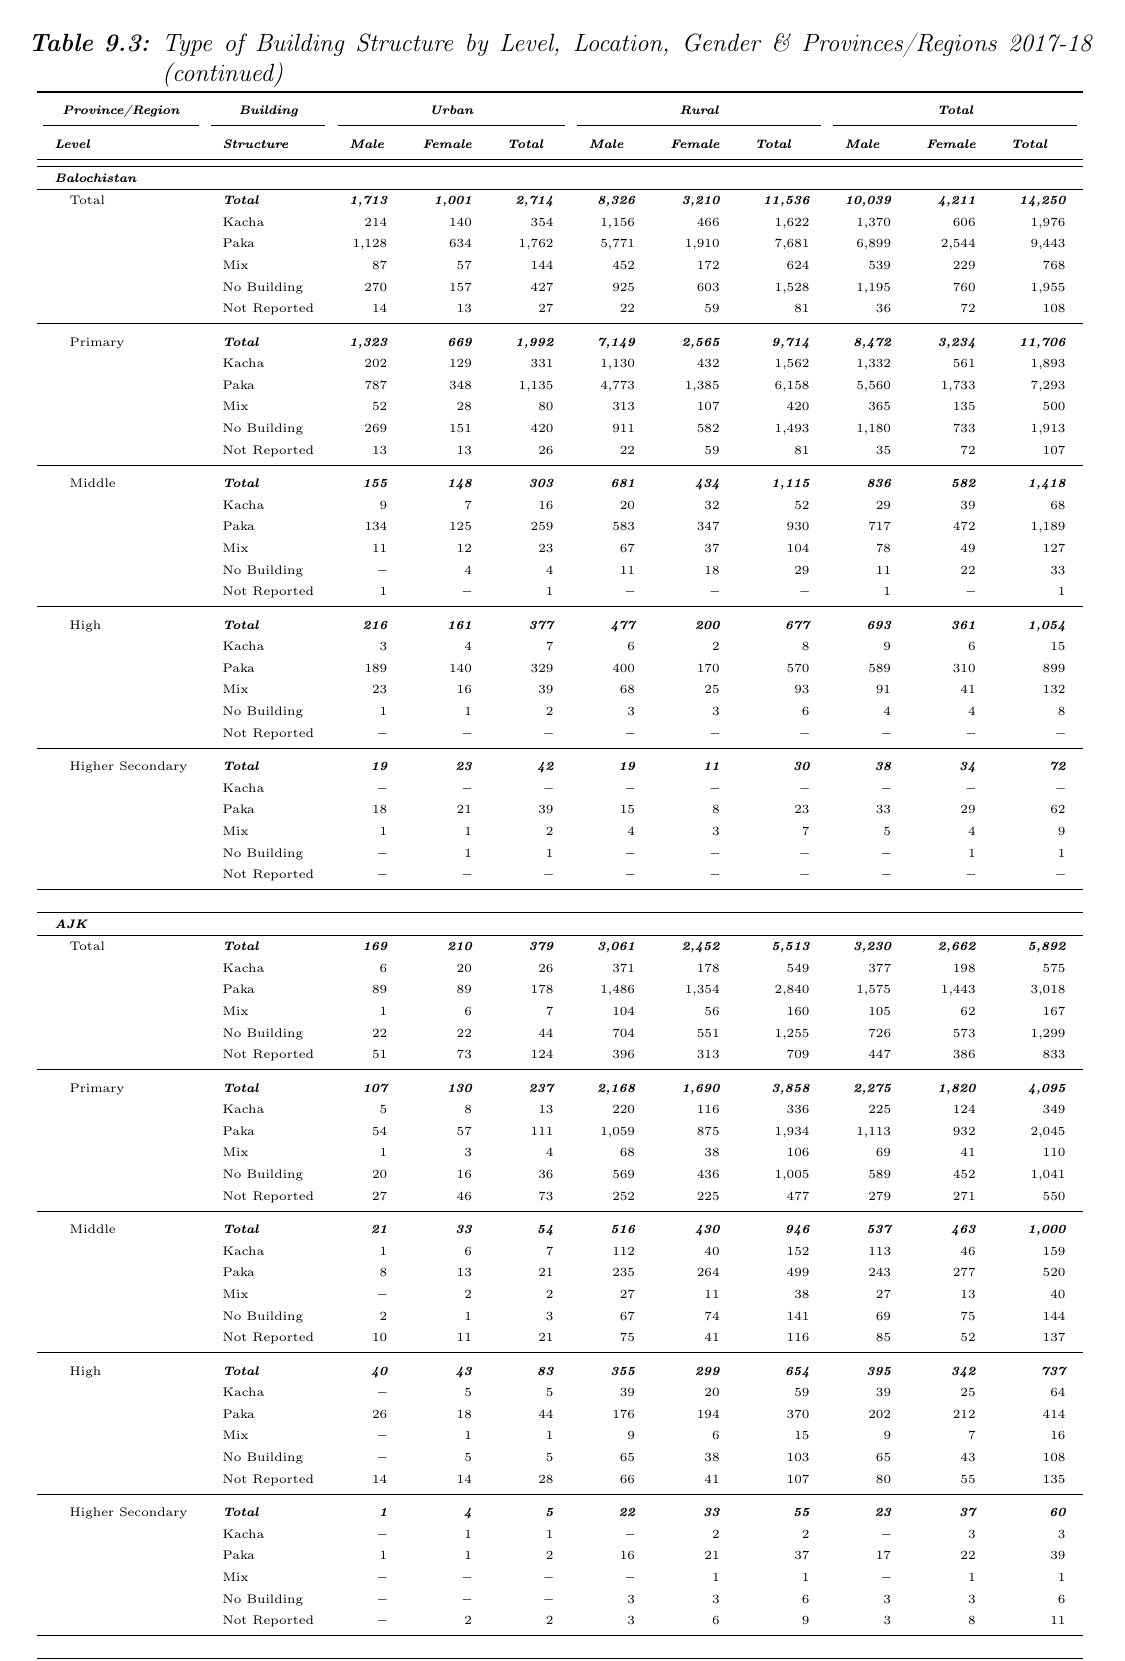 Table 9.3: Type of Building Structure by Level, Location, Gender & Provinces/Regions 2017-18
(continued)
Province/Region Building Urban Rural Total
Level Structure Male Female Total Male Female Total Male Female Total
Balochistan
Total Total 1,713 1,001 2,714 8,326 3,210 11,536 10,039 4,211 14,250
Kacha 214 140 354 1,156 466 1,622 1,370 606 1,976
Paka 1,128 634 1,762 5,771 1,910 7,681 6,899 2,544 9,443
Mix 87 57 144 452 172 624 539 229 768
No Building 270 157 427 925 603 1,528 1,195 760 1,955
Not Reported 14 13 27 22 59 81 36 72 108
Primary Total 1,323 669 1,992 7,149 2,565 9,714 8,472 3,234 11,706
Kacha 202 129 331 1,130 432 1,562 1,332 561 1,893
Paka 787 348 1,135 4,773 1,385 6,158 5,560 1,733 7,293
Mix 52 28 80 313 107 420 365 135 500
No Building 269 151 420 911 582 1,493 1,180 733 1,913
Not Reported 13 13 26 22 59 81 35 72 107
Middle Total 155 148 303 681 434 1,115 836 582 1,418
Kacha 9 7 16 20 32 52 29 39 68
Paka 134 125 259 583 347 930 717 472 1,189
Mix 11 12 23 67 37 104 78 49 127
No Building – 4 4 11 18 29 11 22 33
Not Reported 1 – 1 – – – 1 – 1
High Total 216 161 377 477 200 677 693 361 1,054
Kacha 3 4 7 6 2 8 9 6 15
Paka 189 140 329 400 170 570 589 310 899
Mix 23 16 39 68 25 93 91 41 132
No Building 1 1 2 3 3 6 4 4 8
Not Reported – – – – – – – – –
Higher Secondary Total 19 23 42 19 11 30 38 34 72
Kacha – – – – – – – – –
Paka 18 21 39 15 8 23 33 29 62
Mix 1 1 2 4 3 7 5 4 9
No Building – 1 1 – – – – 1 1
Not Reported – – – – – – – – –
AJK
Total Total 169 210 379 3,061 2,452 5,513 3,230 2,662 5,892
Kacha 6 20 26 371 178 549 377 198 575
Paka 89 89 178 1,486 1,354 2,840 1,575 1,443 3,018
Mix 1 6 7 104 56 160 105 62 167
No Building 22 22 44 704 551 1,255 726 573 1,299
Not Reported 51 73 124 396 313 709 447 386 833
Primary Total 107 130 237 2,168 1,690 3,858 2,275 1,820 4,095
Kacha 5 8 13 220 116 336 225 124 349
Paka 54 57 111 1,059 875 1,934 1,113 932 2,045
Mix 1 3 4 68 38 106 69 41 110
No Building 20 16 36 569 436 1,005 589 452 1,041
Not Reported 27 46 73 252 225 477 279 271 550
Middle Total 21 33 54 516 430 946 537 463 1,000
Kacha 1 6 7 112 40 152 113 46 159
Paka 8 13 21 235 264 499 243 277 520
Mix – 2 2 27 11 38 27 13 40
No Building 2 1 3 67 74 141 69 75 144
Not Reported 10 11 21 75 41 116 85 52 137
High Total 40 43 83 355 299 654 395 342 737
Kacha – 5 5 39 20 59 39 25 64
Paka 26 18 44 176 194 370 202 212 414
Mix – 1 1 9 6 15 9 7 16
No Building – 5 5 65 38 103 65 43 108
Not Reported 14 14 28 66 41 107 80 55 135
Higher Secondary Total 1 4 5 22 33 55 23 37 60
Kacha – 1 1 – 2 2 – 3 3
Paka 1 1 2 16 21 37 17 22 39
Mix – – – – 1 1 – 1 1
No Building – – – 3 3 6 3 3 6
Not Reported – 2 2 3 6 9 3 8 11